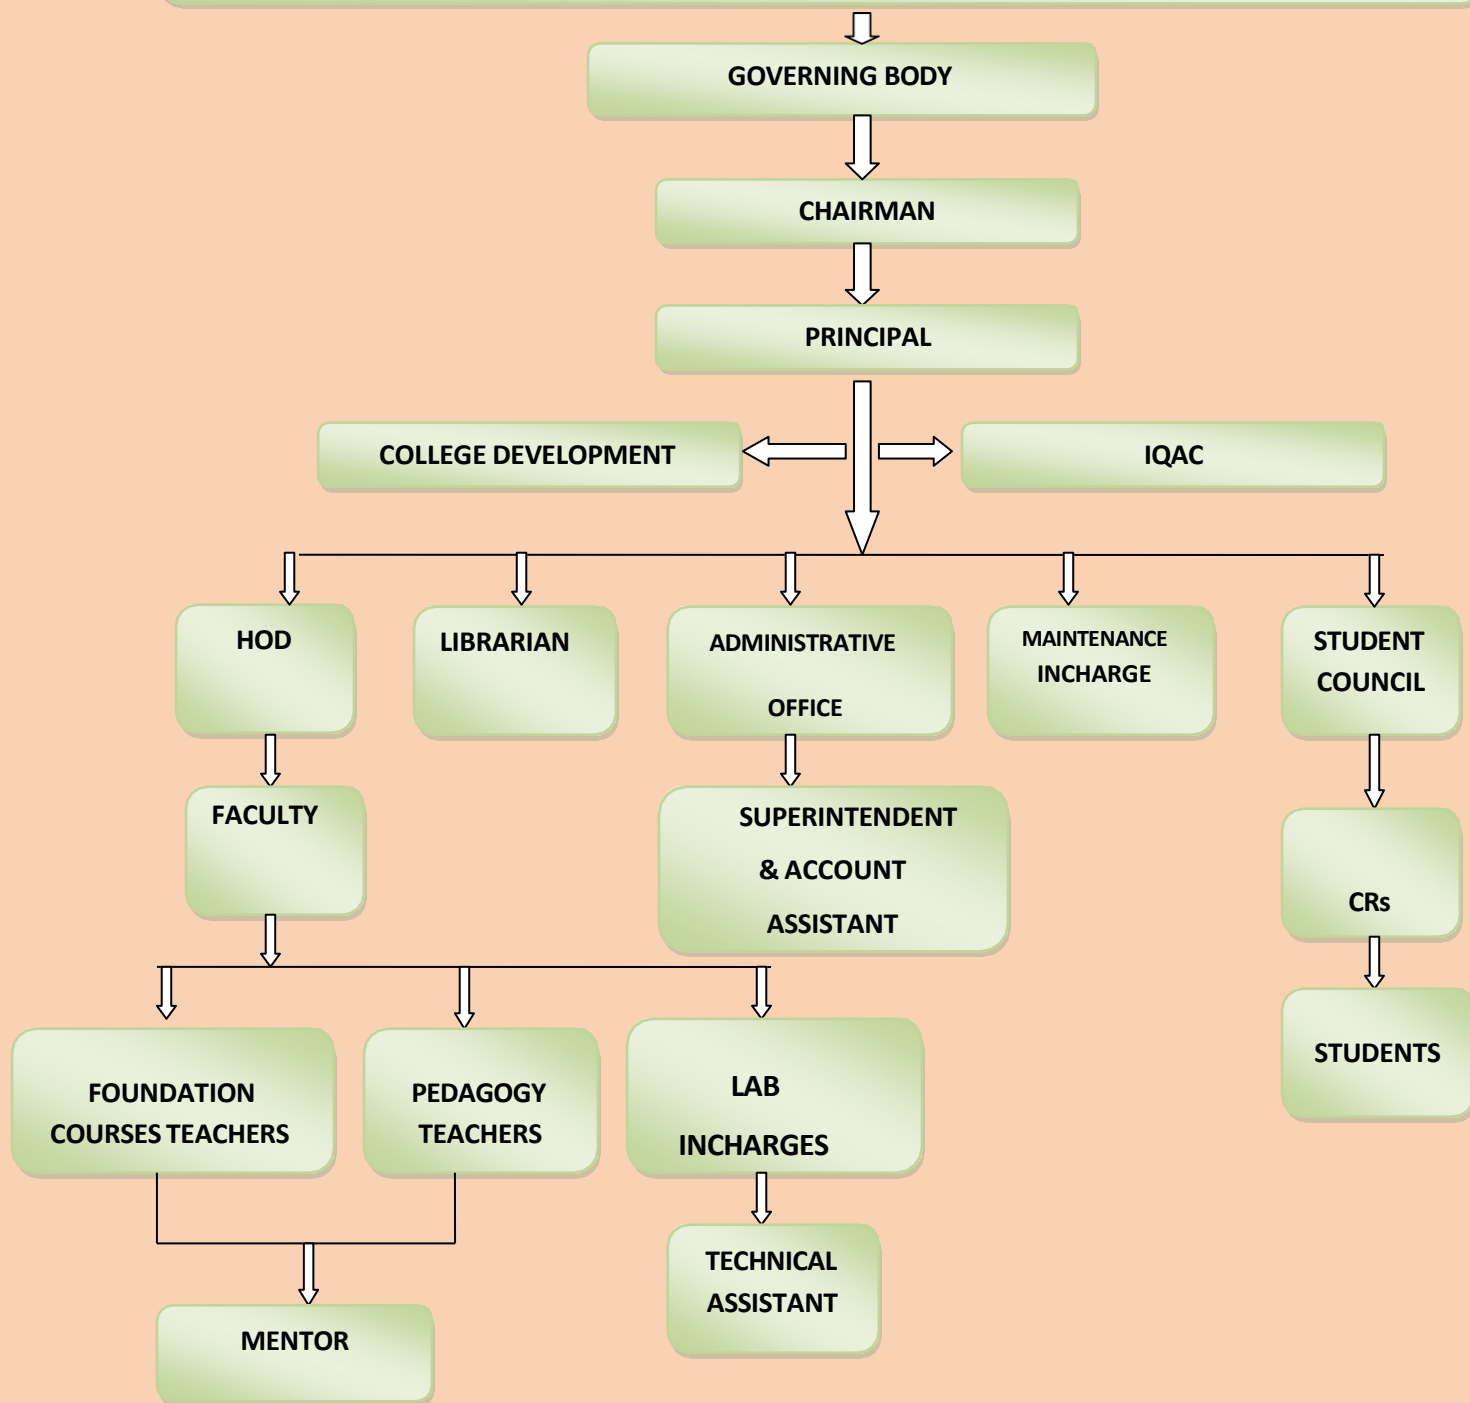 GOVERNING BODY
CHAIRMAN
PRINCIPAL
COLLEGE DEVELOPMENT
IQAC
HOD
LIBRARIAN
ADMINISTRATIVE
OFFICE
MAINTENANCE
INCHARGE
STUDENT
COUNCIL
FACULTY
SUPERINTENDENT
& ACCOUNT
ASSISTANT
CRs
FOUNDATION
COURSES TEACHERS
PEDAGOGY
TEACHERS
LAB
INCHARGES
STUDENTS
TECHNICAL
ASSISTANT
MENTOR